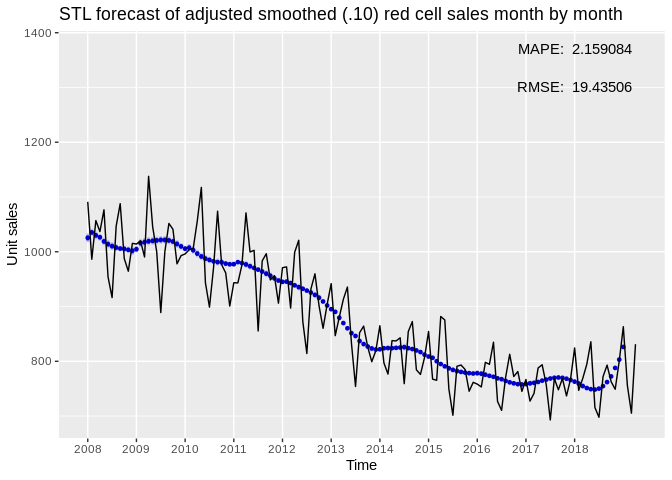 STL forecast of adjusted smoothed (.10) red cell sales month by month
MAPE: 2.159084
RMSE: 19.43506
1400
1200
1000
800
Unit sales
2008 2009 2010 2011 2012 2013 2014 2015 2016 2017 2018
Time